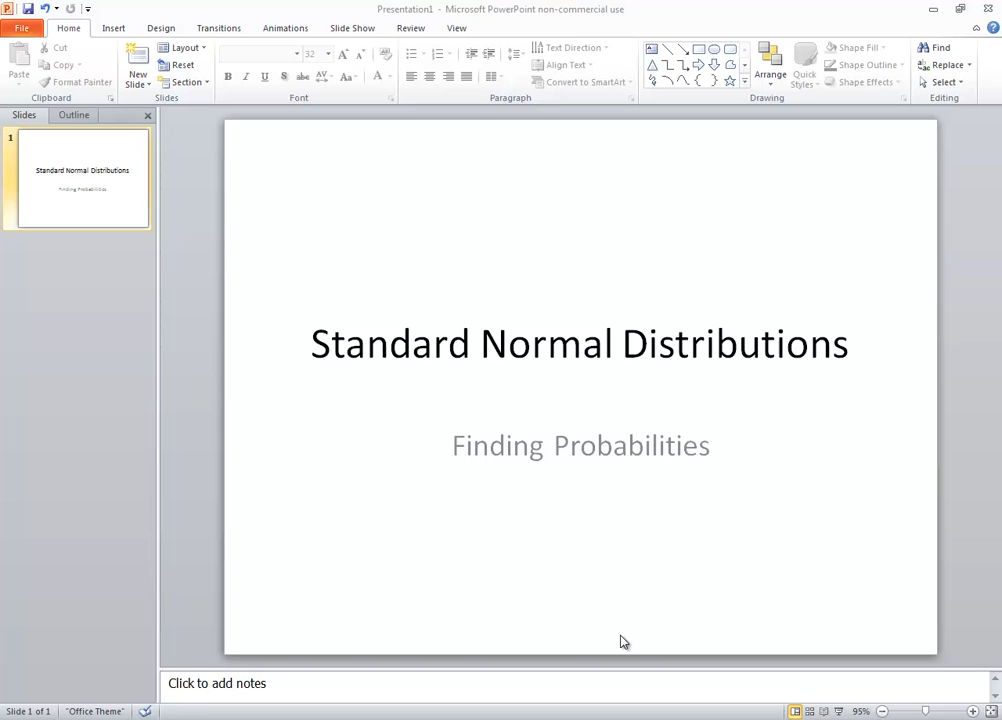 Presentation1 - Microsoft PowerPoint non-commercial use
File Home Insert Design Transitions Animations Slide Show Review View
Paste
Cut
Copy
Format Painter
Clipboard
New
Slide
Layout
Reset
Section
Slides
32
B I U S abc AV Aa A
Font
Text Direction
Align Text
Convert to SmartArt
Paragraph
Arrange
Quick
Styles
Shape Fill
Shape Outline
Shape Effects
Drawing
Find
Replace
Select
Editing
Slides Outline
1
Standard Normal Distributions
Finding Probabilities
Standard Normal Distributions
Finding Probabilities
Click to add notes
Slide 1 of 1 "Office Theme" 95%